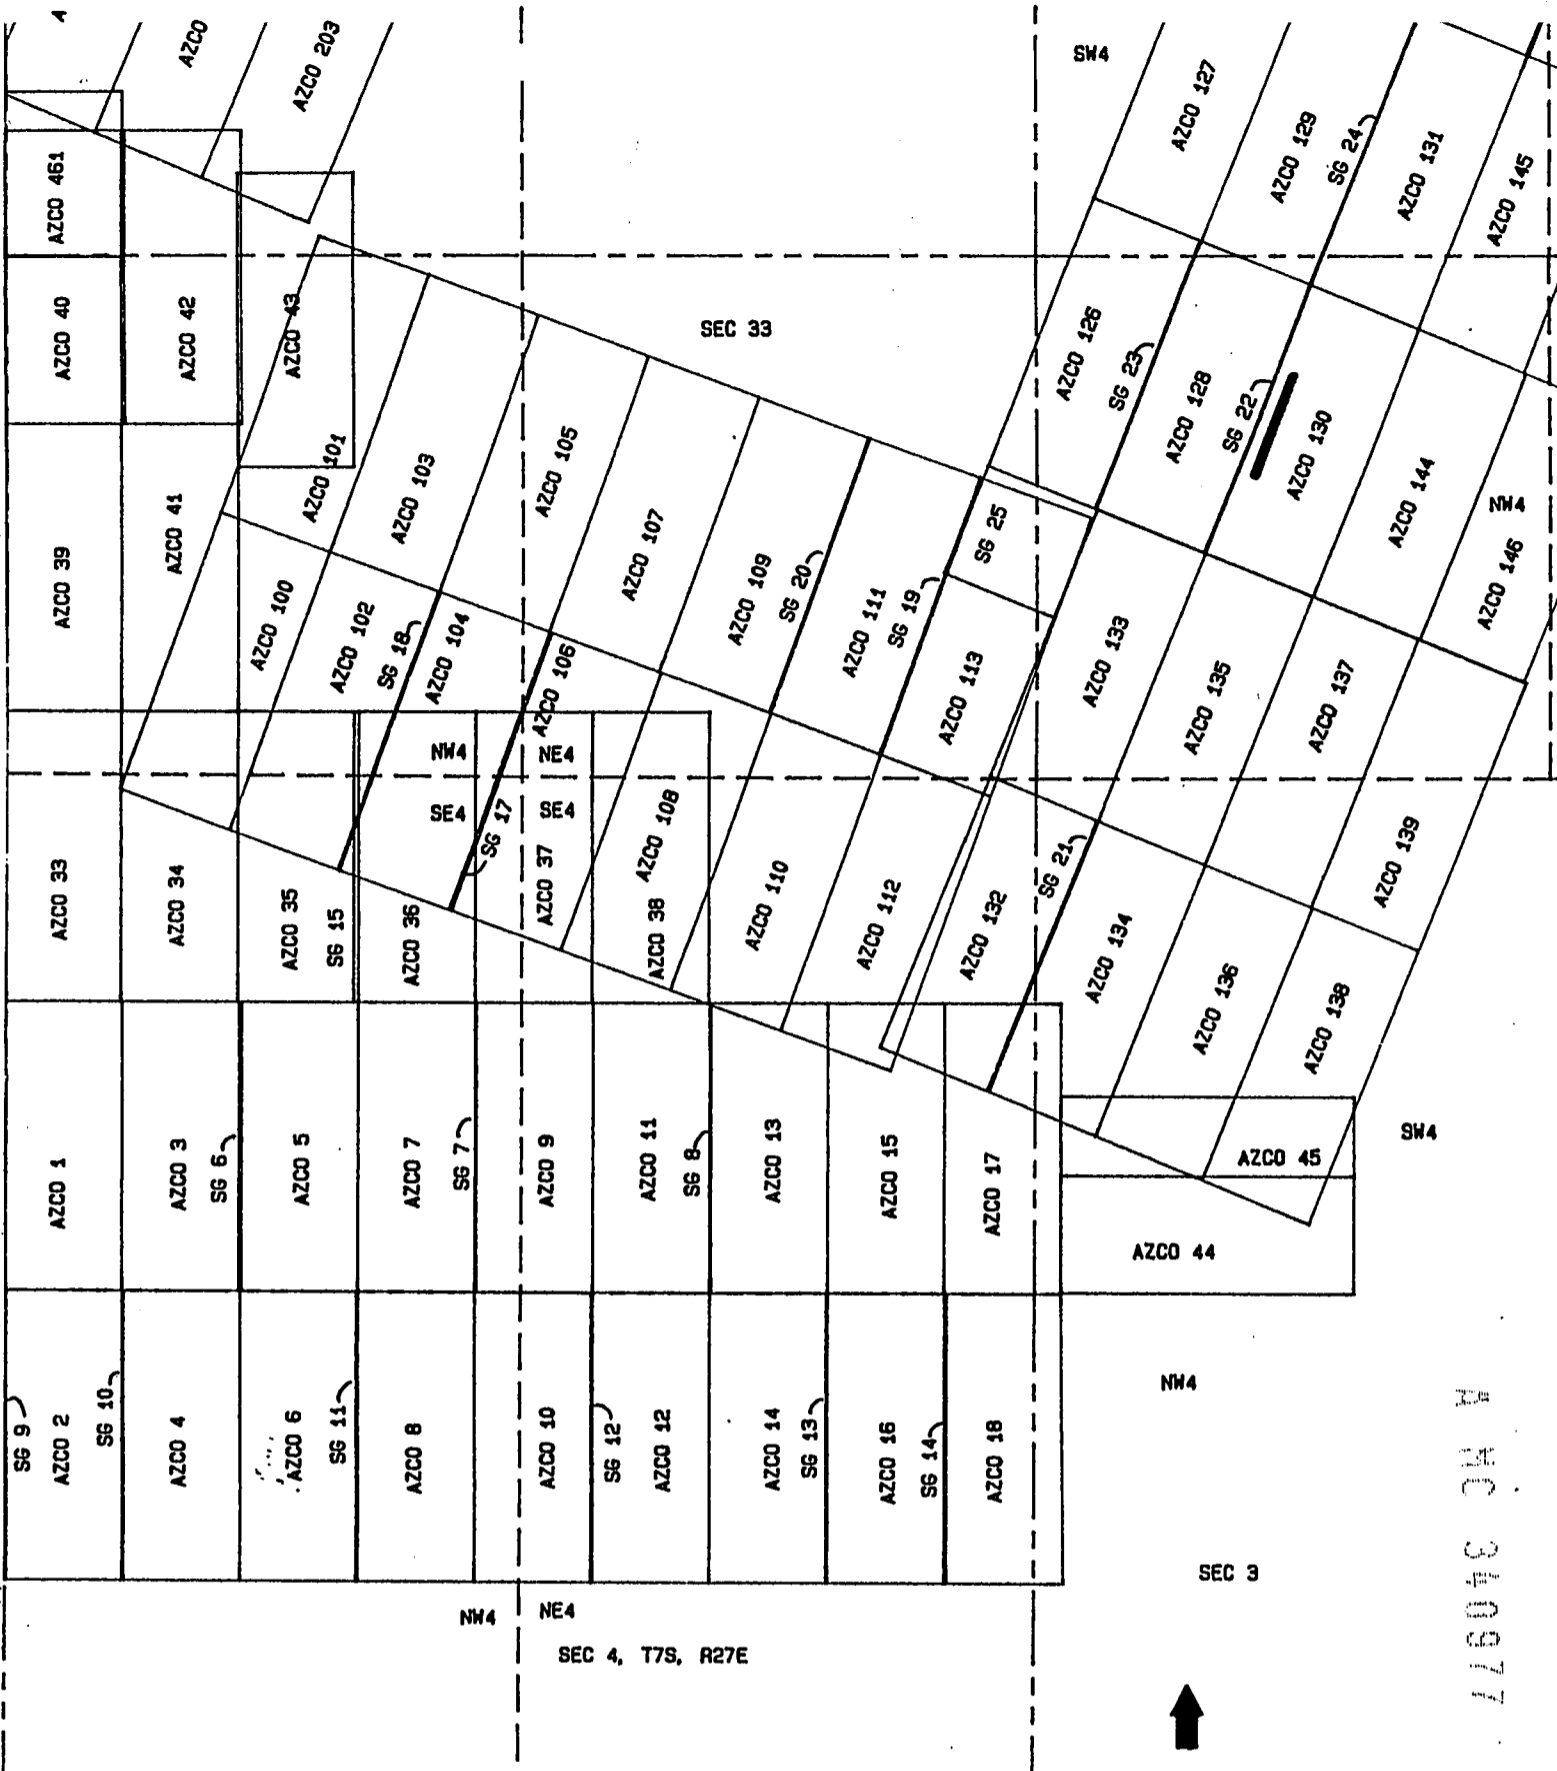 A
AZCO
AZCO 203
SW4
AZCO 127
AZCO 129
SG 24
AZCO 131
AZCO 145
AZCO 461
AZCO 40
AZCO 42
AZCO 43
SEC 33
AZCO 126
SG 23
AZCO 128
SG 22
AZCO 130
AZCO 144
NW4
AZCO 146
AZCO 39
AZCO 41
AZCO 101
AZCO 103
AZCO 105
AZCO 107
AZCO 109
SG 20
AZCO 111
SG 19
SG 25
AZCO 113
AZCO 133
AZCO 135
AZCO 137
AZCO 139
AZCO 100
AZCO 102
SG 18
AZCO 104
AZCO 106
NW4
NE4
SE4
SE4
SG 17
AZCO 108
AZCO 110
AZCO 112
AZCO 132
SG 21
AZCO 134
AZCO 136
AZCO 138
AZCO 33
AZCO 34
AZCO 35
SG 15
AZCO 36
AZCO 37
AZCO 38
AZCO 1
AZCO 3
SG 6
AZCO 5
AZCO 7
SG 7
AZCO 9
AZCO 11
SG 8
AZCO 13
AZCO 15
AZCO 17
AZCO 45
SW4
AZCO 44
SG 9
AZCO 2
SG 10
AZCO 4
AZCO 6
SG 11
AZCO 8
AZCO 10
SG 12
AZCO 12
AZCO 14
SG 13
AZCO 16
SG 14
AZCO 18
NW4
SEC 3
NW4
NE4
SEC 4, T7S, R27E
A MC 340977